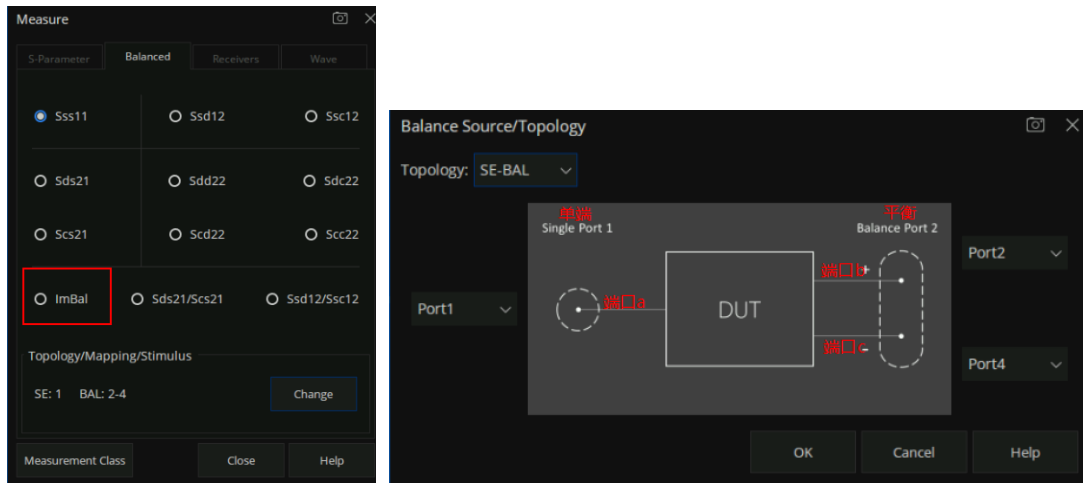 Measure
S-Parameter Balanced Receivers Wave
Sss11 Ssd12 Ssc12
Sds21 Sdd22 Sdc22
Scs21 Scd22 Scc22
ImBal Sds21/Scs21 Ssd12/Ssc12
Topology/Mapping/Stimulus
SE: 1 BAL: 2-4
Change
Measurement Class Close Help
Balance Source/Topology
Topology: SE-BAL
单端 平衡
Single Port 1 Balance Port 2
Port2
端口b +
Port1 端口a DUT
端口c -
Port4
OK Cancel Help